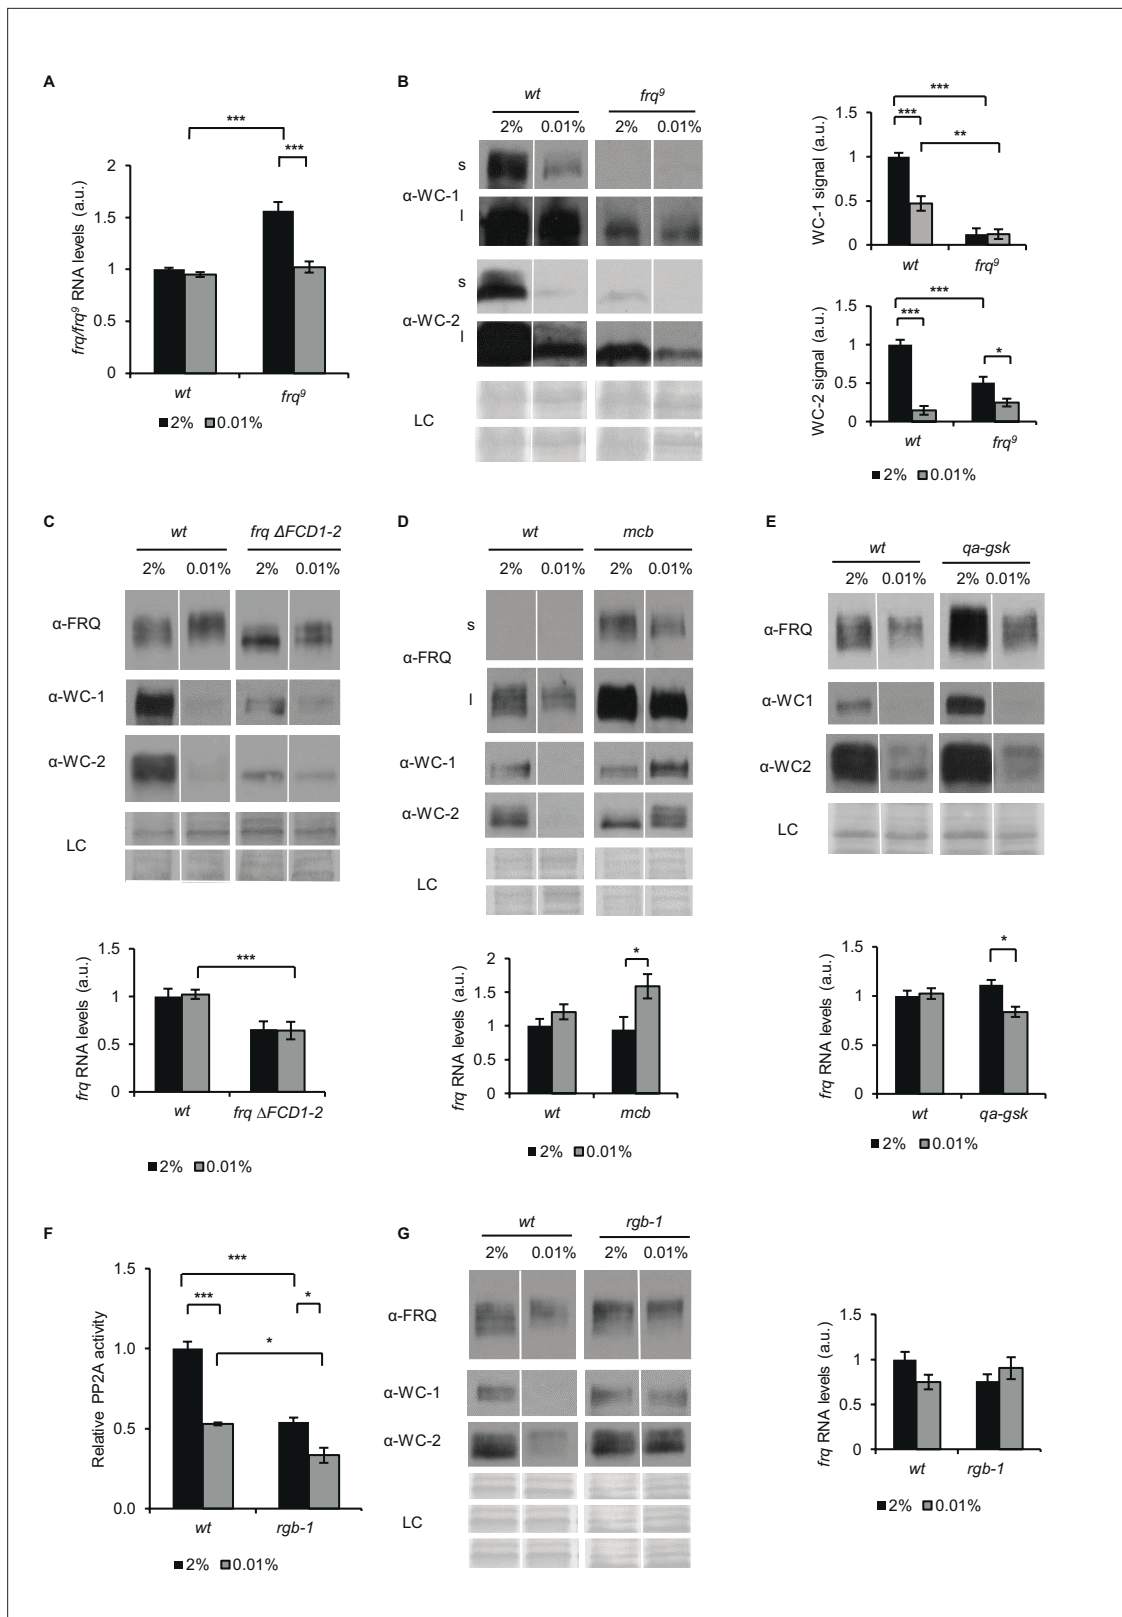 A
***
***
2
1.5
1
0.5
0
frq/frq⁹ RNA levels (a.u.)
wt
frq⁹
2% 0.01%
B
wt frq⁹
2% 0.01% 2% 0.01%
s
α-WC-1
l
s
α-WC-2
l
LC
***
***
**
1.5
1
0.5
0
WC-1 signal (a.u.)
wt frq⁹
***
***
*
1.5
1
0.5
0
WC-2 signal (a.u.)
wt frq⁹
2% 0.01%
C
wt frq ΔFCD1-2
2% 0.01% 2% 0.01%
α-FRQ
α-WC-1
α-WC-2
LC
***
1.5
1
0.5
0
frq RNA levels (a.u.)
wt frq ΔFCD1-2
2% 0.01%
D
wt mcb
2% 0.01% 2% 0.01%
s
α-FRQ
l
α-WC-1
α-WC-2
LC
*
2
1.5
1
0.5
0
frq RNA levels (a.u.)
wt mcb
2% 0.01%
E
wt qa-gsk
2% 0.01% 2% 0.01%
α-FRQ
α-WC1
α-WC2
LC
*
1.5
1
0.5
0
frq RNA levels (a.u.)
wt qa-gsk
2% 0.01%
F
***
***
*
*
1.5
1.0
0.5
0.0
Relative PP2A activity
wt rgb-1
2% 0.01%
G
wt rgb-1
2% 0.01% 2% 0.01%
α-FRQ
α-WC-1
α-WC-2
LC
1.5
1
0.5
0
frq RNA levels (a.u.)
wt rgb-1
2% 0.01%